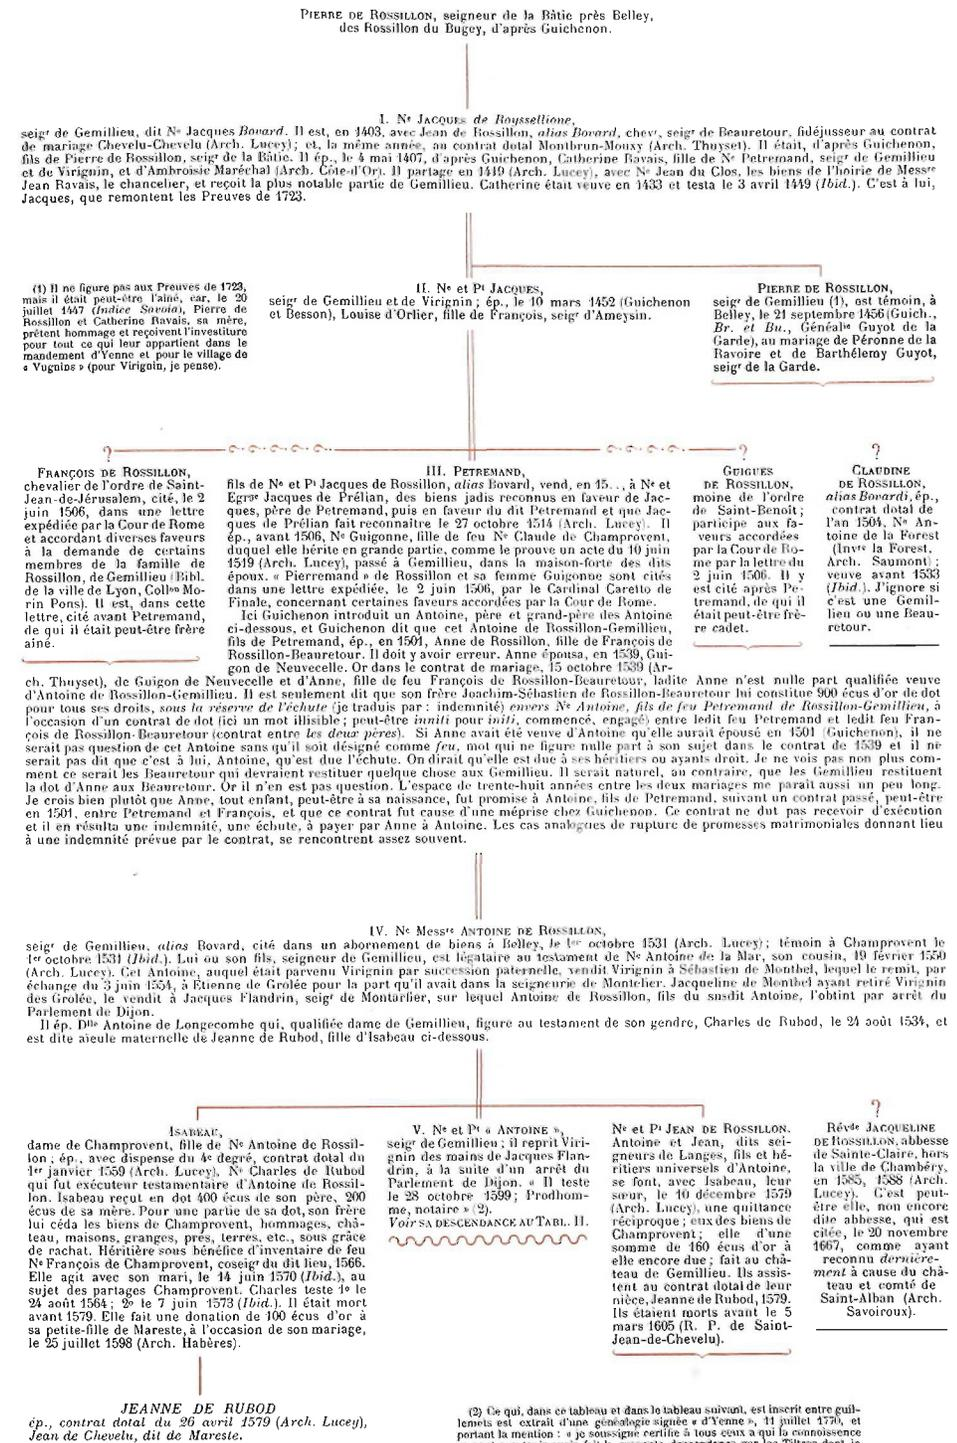 PIERRE DE ROSSILLON, seigneur de la Bâtie près Belley,
des Rossillon du Bugey, d'après Guichenon.
I. Nᵉ JACQUES de Royssellione,
seigʳ de Gemillieu, dit Nᵉ Jacques Bovard. Il est, en 1403, avec Jean de Rossillon, alias Bovard, chevʳ, seigʳ de Beauretour, fidéjusseur au contrat
de mariage Chevelu-Chevelu (Arch. Lucey); et, la même année, au contrat dotal Montbrun-Mouxy (Arch. Thuyset). Il était, d'après Guichenon,
fils de Pierre de Rossillon, seigʳ de la Bâtie. Il ép., le 4 mai 1407, d'après Guichenon, Catherine Ravais, fille de Nᵉ Petremand, seigʳ de Gemillieu
et de Virignin, et d'Ambroisie Maréchal (Arch. Côte-d'Or). Il partage en 1419 (Arch. Lucey), avec Nᵉ Jean du Clos, les biens de l'hoirie de Messʳᵉ
Jean Ravais, le chancelier, et reçoit la plus notable partie de Gemillieu. Catherine était veuve en 1433 et testa le 3 avril 1449 (Ibid.). C'est à lui,
Jacques, que remontent les Preuves de 1723.
(1) Il ne figure pas aux Preuves de 1723,
mais il était peut-être l'aîné, car, le 20
juillet 1447 (Indice Savoia), Pierre de
Rossillon et Catherine Ravais, sa mère,
prêtent hommage et reçoivent l'investiture
pour tout ce qui leur appartient dans le
mandement d'Yenne et pour le village de
« Vugnins » (pour Virignin, je pense).
II. Nᵉ et Pᵗ JACQUES,
seigʳ de Gemillieu et de Virignin; ép., le 10 mars 1452 (Guichenon
et Besson), Louise d'Orlier, fille de François, seigʳ d'Ameysin.
PIERRE DE ROSSILLON,
seigʳ de Gemillieu (1), est témoin, à
Belley, le 21 septembre 1456 (Guich.,
Br. et Bu., Généalⁱᵉ Guyot de la
Garde), au mariage de Péronne de la
Ravoire et de Barthélemy Guyot,
seigʳ de la Garde.
?
FRANÇOIS DE ROSSILLON,
chevalier de l'ordre de Saint-
Jean-de-Jérusalem, cité, le 2
juin 1506, dans une lettre
expédiée par la Cour de Rome
et accordant diverses faveurs
à la demande de certains
membres de la famille de
Rossillon, de Gemillieu (Bibl.
de la ville de Lyon, Collᵒⁿ Mo-
rin Pons). Il est, dans cette
lettre, cité avant Petremand,
de qui il était peut-être frère
aîné.
III. PETREMAND,
fils de Nᵉ et Pᵗ Jacques de Rossillon, alias Bovard, vend, en 15.., à Nᵉ et
Egrᵉ Jacques de Prélian, des biens jadis reconnus en faveur de Jac-
ques, père de Petremand, puis en faveur du dit Petremand et que Jac-
ques de Prélian fait reconnaître le 27 octobre 1514 (Arch. Lucey). Il
ép., avant 1506, Nᵉ Guigonne, fille de feu Nᵉ Claude de Champrovent,
duquel elle hérite en grande partie, comme le prouve un acte du 10 juin
1519 (Arch. Lucey), passé à Gemillieu, dans la maison-forte des dits
époux. « Pierremand » de Rossillon et sa femme Guigonne sont cités
dans une lettre expédiée, le 2 juin 1506, par le Cardinal Caretto de
Finale, concernant certaines faveurs accordées par la Cour de Rome.
Ici Guichenon introduit un Antoine, père et grand-père des Antoine
ci-dessous, et Guichenon dit que cet Antoine de Rossillon-Gemillieu,
fils de Petremand, ép., en 1501, Anne de Rossillon, fille de François de
Rossillon-Beauretour. Il doit y avoir erreur. Anne épousa, en 1539, Gui-
gon de Neuvecelle. Or dans le contrat de mariage, 15 octobre 1539 (Ar-
ch. Thuyset), de Guigon de Neuvecelle et d'Anne, fille de feu François de Rossillon-Beauretour, ladite Anne n'est nulle part qualifiée veuve
d'Antoine de Rossillon-Gemillieu. Il est seulement dit que son frère Joachim-Sébastien de Rossillon-Beauretour lui constitue 900 écus d'or de dot
pour tous ses droits, sous la réserve de l'échute (je traduis par : indemnité) envers Nᵉ Antoine, fils de feu Petremand de Rossillon-Gemillieu, à
l'occasion d'un contrat de dot (ici un mot illisible; peut-être inniti pour initi, commencé, engagé) entre ledit feu Petremand et ledit feu Fran-
çois de Rossillon-Beauretour (contrat entre les deux pères). Si Anne avait été veuve d'Antoine qu'elle aurait épousé en 1501 (Guichenon), il ne
serait pas question de cet Antoine sans qu'il soit désigné comme feu, mot qui ne figure nulle part à son sujet dans le contrat de 1539 et il ne
serait pas dit que c'est à lui, Antoine, qu'est due l'échute. On dirait qu'elle est due à ses héritiers ou ayants droit. Je ne vois pas non plus com-
ment ce serait les Beauretour qui devraient restituer quelque chose aux Gemillieu. Il serait naturel, au contraire, que les Gemillieu restituent
la dot d'Anne aux Beauretour. Or il n'en est pas question. L'espace de trente-huit années entre les deux mariages me paraît aussi un peu long.
Je crois bien plutôt que Anne, tout enfant, peut-être à sa naissance, fut promise à Antoine, fils de Petremand, suivant un contrat passé, peut-être
en 1501, entre Petremand et François, et que ce contrat fut cause d'une méprise chez Guichenon. Ce contrat ne dut pas recevoir d'exécution
et il en résulta une indemnité, une échute, à payer par Anne à Antoine. Les cas analogues de rupture de promesses matrimoniales donnant lieu
à une indemnité prévue par le contrat, se rencontrent assez souvent.
?
GUIGUES
DE ROSSILLON,
moine de l'ordre
de Saint-Benoît;
participe aux fa-
veurs accordées
par la Cour de Ro-
me par la lettre du
2 juin 1506. Il y
est cité après Pe-
tremand, de qui il
était peut-être frè-
re cadet.
?
CLAUDINE
DE ROSSILLON,
alias Bovardi, ép.,
contrat dotal de
l'an 1504, Nᵉ An-
toine de la Forest
(Invʳᵉ la Forest,
Arch. Saumont);
veuve avant 1533
(Ibid.). J'ignore si
c'est une Gemil-
lieu ou une Beau-
retour.
IV. Nᵉ Messʳᵉ ANTOINE DE ROSSILLON,
seigʳ de Gemillieu, alias Bovard, cité dans un abornement de biens à Belley, le 1ᵉʳ octobre 1531 (Arch. Lucey); témoin à Champrovent le
1ᵉʳ octobre 1531 (Ibid.). Lui ou son fils, seigneur de Gemillieu, est légataire au testament de Nᵉ Antoine de la Mar, son cousin, 19 février 1550
(Arch. Lucey). Cet Antoine, auquel était parvenu Virignin par succession paternelle, vendit Virignin à Sébastien de Monthel, lequel le remit, par
échange du 3 juin 1554, à Étienne de Grolée pour la part qu'il avait dans la seigneurie de Montelier. Jacqueline de Monthel ayant retiré Virignin
des Grolée, le vendit à Jacques Flandrin, seigʳ de Montarlier, sur lequel Antoine de Rossillon, fils du susdit Antoine, l'obtint par arrêt du
Parlement de Dijon.
Il ép. Dˡˡᵉ Antoine de Longecombe qui, qualifiée dame de Gemillieu, figure au testament de son gendre, Charles de Rubod, le 24 août 1534, et
est dite aïeule maternelle de Jeanne de Rubod, fille d'Isabeau ci-dessous.
ISABEAU,
dame de Champrovent, fille de Nᵉ Antoine de Rossil-
lon; ép., avec dispense du 4ᵉ degré, contrat dotal du
1ᵉʳ janvier 1559 (Arch. Lucey), Nᵉ Charles de Rubod
qui fut exécuteur testamentaire d'Antoine de Rossil-
lon. Isabeau reçut en dot 400 écus de son père, 200
écus de sa mère. Pour une partie de sa dot, son frère
lui céda les biens de Champrovent, hommages, châ-
teau, maisons, granges, prés, terres, etc., sous grâce
de rachat. Héritière sous bénéfice d'inventaire de feu
Nᵉ François de Champrovent, coseigʳ du dit lieu, 1566.
Elle agit avec son mari, le 14 juin 1570 (Ibid.), au
sujet des partages Champrovent. Charles teste 1º le
24 août 1564; 2º le 7 juin 1573 (Ibid.). Il était mort
avant 1579. Elle fait une donation de 100 écus d'or à
sa petite-fille de Mareste, à l'occasion de son mariage,
le 25 juillet 1598 (Arch. Habères).
V. Nᵉ et Pᵗ « ANTOINE »,
seigʳ de Gemillieu; il reprit Viri-
gnin des mains de Jacques Flan-
drin, à la suite d'un arrêt du
Parlement de Dijon. « Il teste
le 28 octobre 1599; Prodhom-
me, notaire » (2).
Voir SA DESCENDANCE AU TABL. II.
Nᵉ et Pᵗ JEAN DE ROSSILLON.
Antoine et Jean, dits sei-
gneurs de Langes, fils et hé-
ritiers universels d'Antoine,
se font, avec Isabeau, leur
sœur, le 10 décembre 1579
(Arch. Lucey), une quittance
réciproque; eux des biens de
Champrovent; elle d'une
somme de 160 écus d'or à
elle encore due; fait au châ-
teau de Gemillieu. Ils assis-
tent au contrat dotal de leur
nièce, Jeanne de Rubod, 1579.
Ils étaient morts avant le 5
mars 1605 (R. P. de Saint-
Jean-de-Chevelu).
?
Révᵈᵉ JACQUELINE
DE ROSSILLON, abbesse
de Sainte-Claire, hors
la ville de Chambéry,
en 1585, 1588 (Arch.
Lucey). C'est peut-
être elle, non encore
dite abbesse, qui est
citée, le 20 novembre
1667, comme ayant
reconnu dernière-
ment à cause du châ-
teau et comté de
Saint-Alban (Arch.
Savoiroux).
JEANNE DE RUBOD
ép., contrat dotal du 26 avril 1579 (Arch. Lucey),
Jean de Chevelu, dit de Mareste.
(2) Ce qui, dans ce tableau et dans le tableau suivant, est inscrit entre guil-
lemets est extrait d'une généalogie signée « d'Yenne », 11 juillet 1770, et
portant la mention : « je soussigné certifie à tous ceux a qui la connoissence